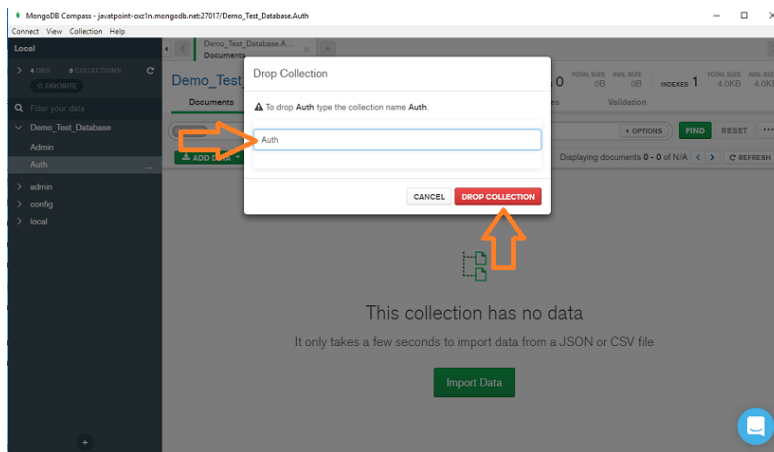 MongoDB Compass - javatpoint-oxz1n.mongodb.net:27017/Demo_Test_Database.Auth
Connect View Collection Help
Local
4 DBS 9 COLLECTIONS
FAVORITE
Filter your data
Demo_Test_Database
Admin
Auth
...
admin
config
local
Demo_Test_Database.A...
Documents
Demo_Test
Documents
0 TOTAL SIZE 0B AVG. SIZE 0B INDEXES 1 TOTAL SIZE 4.0KB AVG. SIZE 4.0KB
Validation
OPTIONS FIND RESET ...
ADD DATA
Displaying documents 0 - 0 of N/A < > REFRESH
Drop Collection
To drop Auth type the collection name Auth.
Auth
CANCEL DROP COLLECTION
This collection has no data
It only takes a few seconds to import data from a JSON or CSV file
Import Data